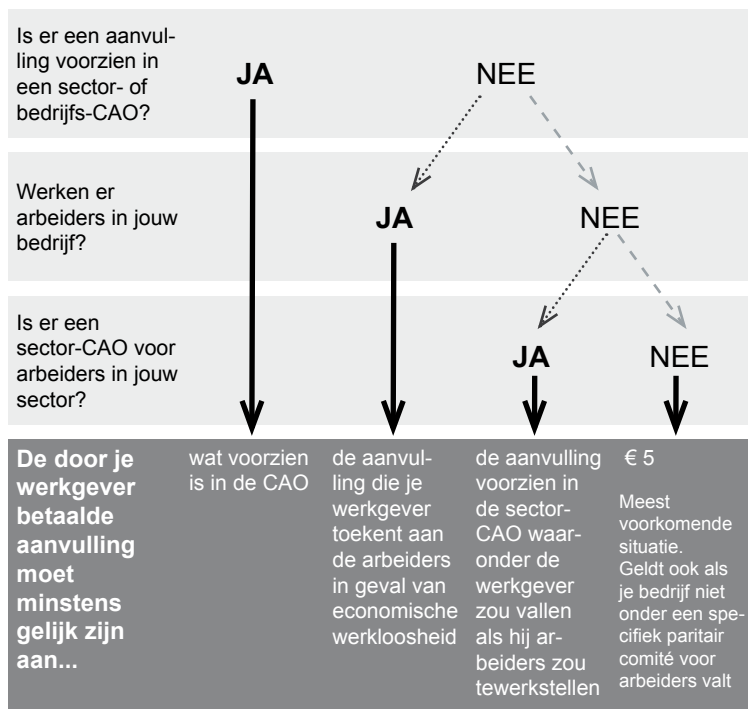 Is er een aanvul-
ling voorzien in
een sector- of
bedrijfs-CAO?
JA
NEE
Werken er
arbeiders in jouw
bedrijf?
JA
NEE
Is er een
sector-CAO voor
arbeiders in jouw
sector?
JA
NEE
De door je
werkgever
betaalde
aanvulling
moet
minstens
gelijk zijn
aan...
wat voorzien
is in de CAO
de aanvul-
ling die je
werkgever
toekent aan
de arbeiders
in geval van
economische
werkloosheid
de aanvulling
voorzien in
de sector-
CAO waar-
onder de
werkgever
zou vallen
als hij ar-
beiders zou
tewerkstellen
€ 5
Meest
voorkomende
situatie.
Geldt ook als
je bedrijf niet
onder een spe-
cifiek paritair
comité voor
arbeiders valt